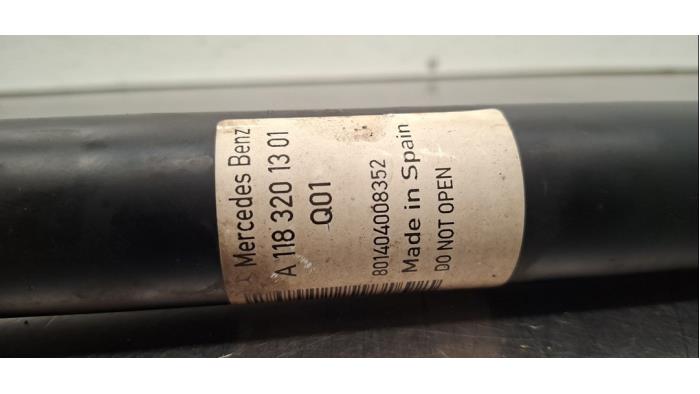 Mercedes Benz
A 118 320 13 01
Q01
801404008352
Made in Spain
DO NOT OPEN